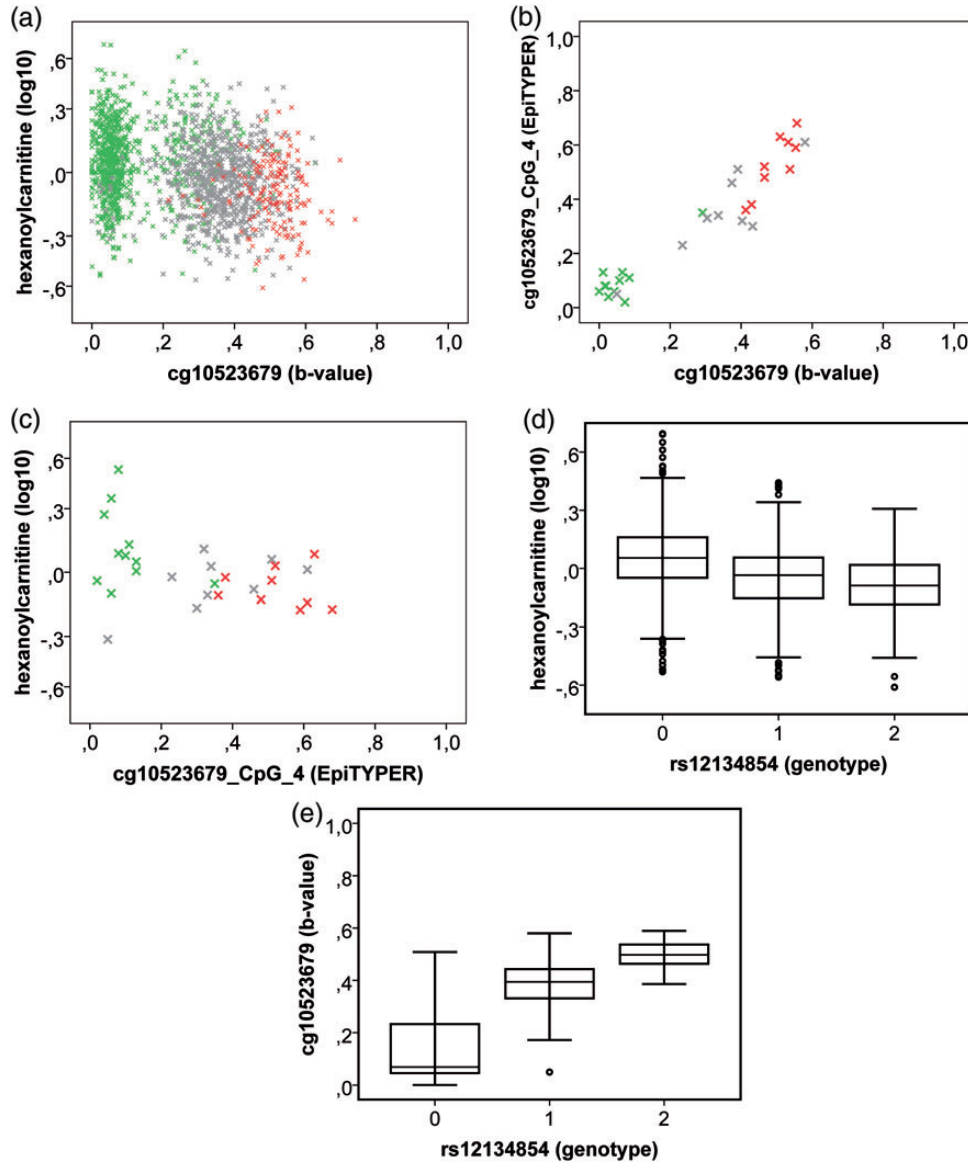 (a)
hexanoylcarnitine (log10)
,6
,3
,0
-,3
-,6
,0 ,2 ,4 ,6 ,8 1,0
cg10523679 (b-value)
(b)
cg10523679_CpG_4 (EpiTYPER)
1,0
,8
,6
,4
,2
,0
,0 ,2 ,4 ,6 ,8 1,0
cg10523679 (b-value)
(c)
hexanoylcarnitine (log10)
,6
,3
,0
-,3
-,6
,0 ,2 ,4 ,6 ,8 1,0
cg10523679_CpG_4 (EpiTYPER)
(d)
hexanoylcarnitine (log10)
,6
,3
,0
-,3
-,6
0 1 2
rs12134854 (genotype)
(e)
cg10523679 (b-value)
1,0
,8
,6
,4
,2
,0
0 1 2
rs12134854 (genotype)